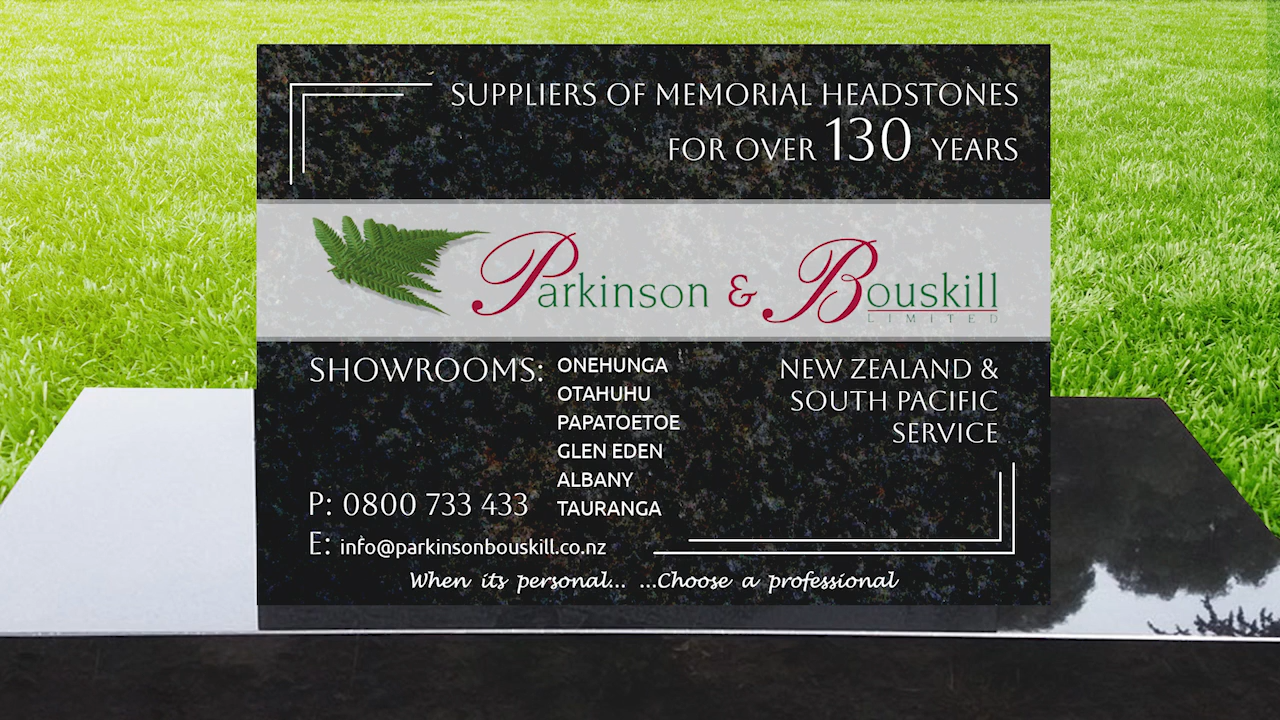 SUPPLIERS OF MEMORIAL HEADSTONES
FOR OVER 130 YEARS
Parkinson & Bouskill
LIMITED
SHOWROOMS:
ONEHUNGA
OTAHUHU
PAPATOETOE
GLEN EDEN
ALBANY
TAURANGA
NEW ZEALAND &
SOUTH PACIFIC
SERVICE
P: 0800 733 433
E: info@parkinsonbouskill.co.nz
When its personal... ...Choose a professional